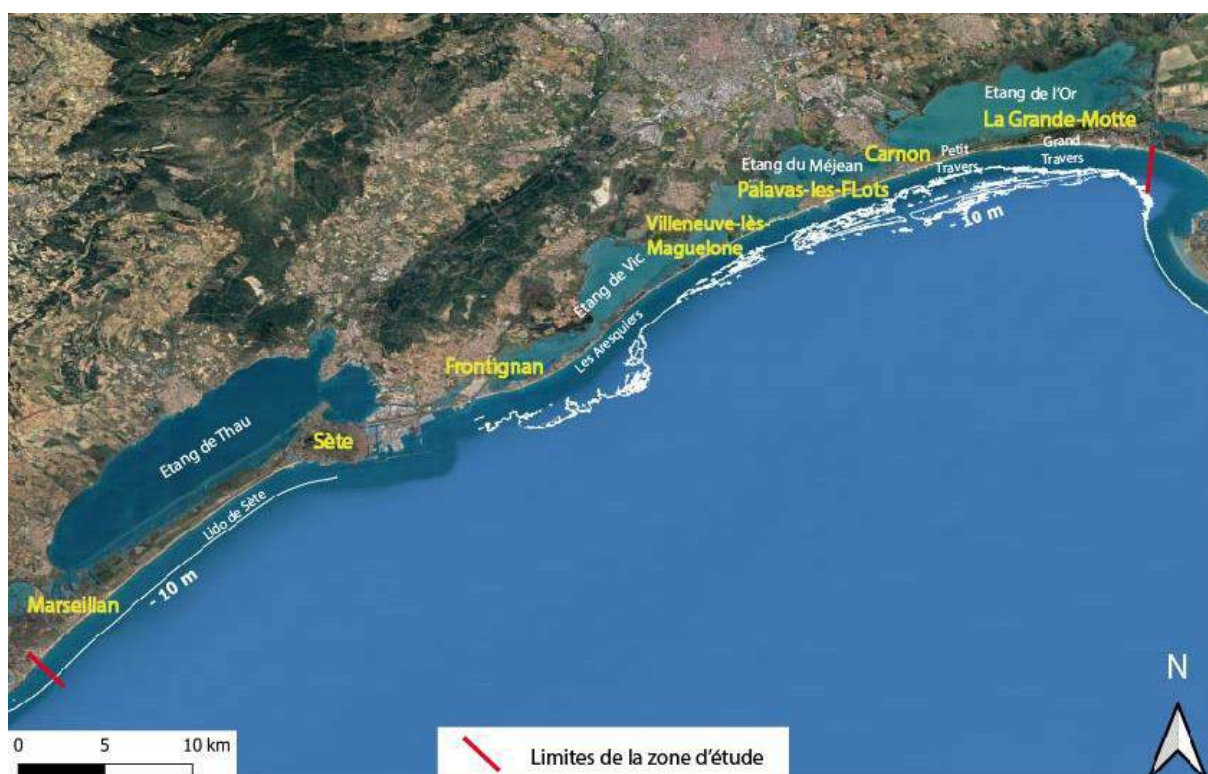 Etang de l'Or
La Grande-Motte
Grand
Travers
Petit
Travers
Carnon
Etang du Méjean
Palavas-les-FLots
- 10 m
Villeneuve-lès-
Maguelone
Etang de Vic
Les Aresquiers
Frontignan
Sète
Etang de Thau
Lido de Sète
- 10 m
Marseillan
N
0 5 10 km
Limites de la zone d'étude